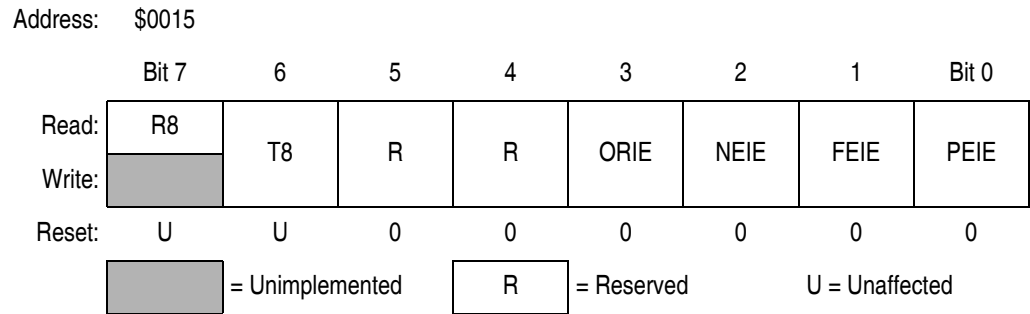 Address: $0015
Bit 7 6 5 4 3 2 1 Bit 0
Read: R8 T8 R R ORIE NEIE FEIE PEIE
Write:
Reset: U U 0 0 0 0 0 0
= Unimplemented R = Reserved U = Unaffected